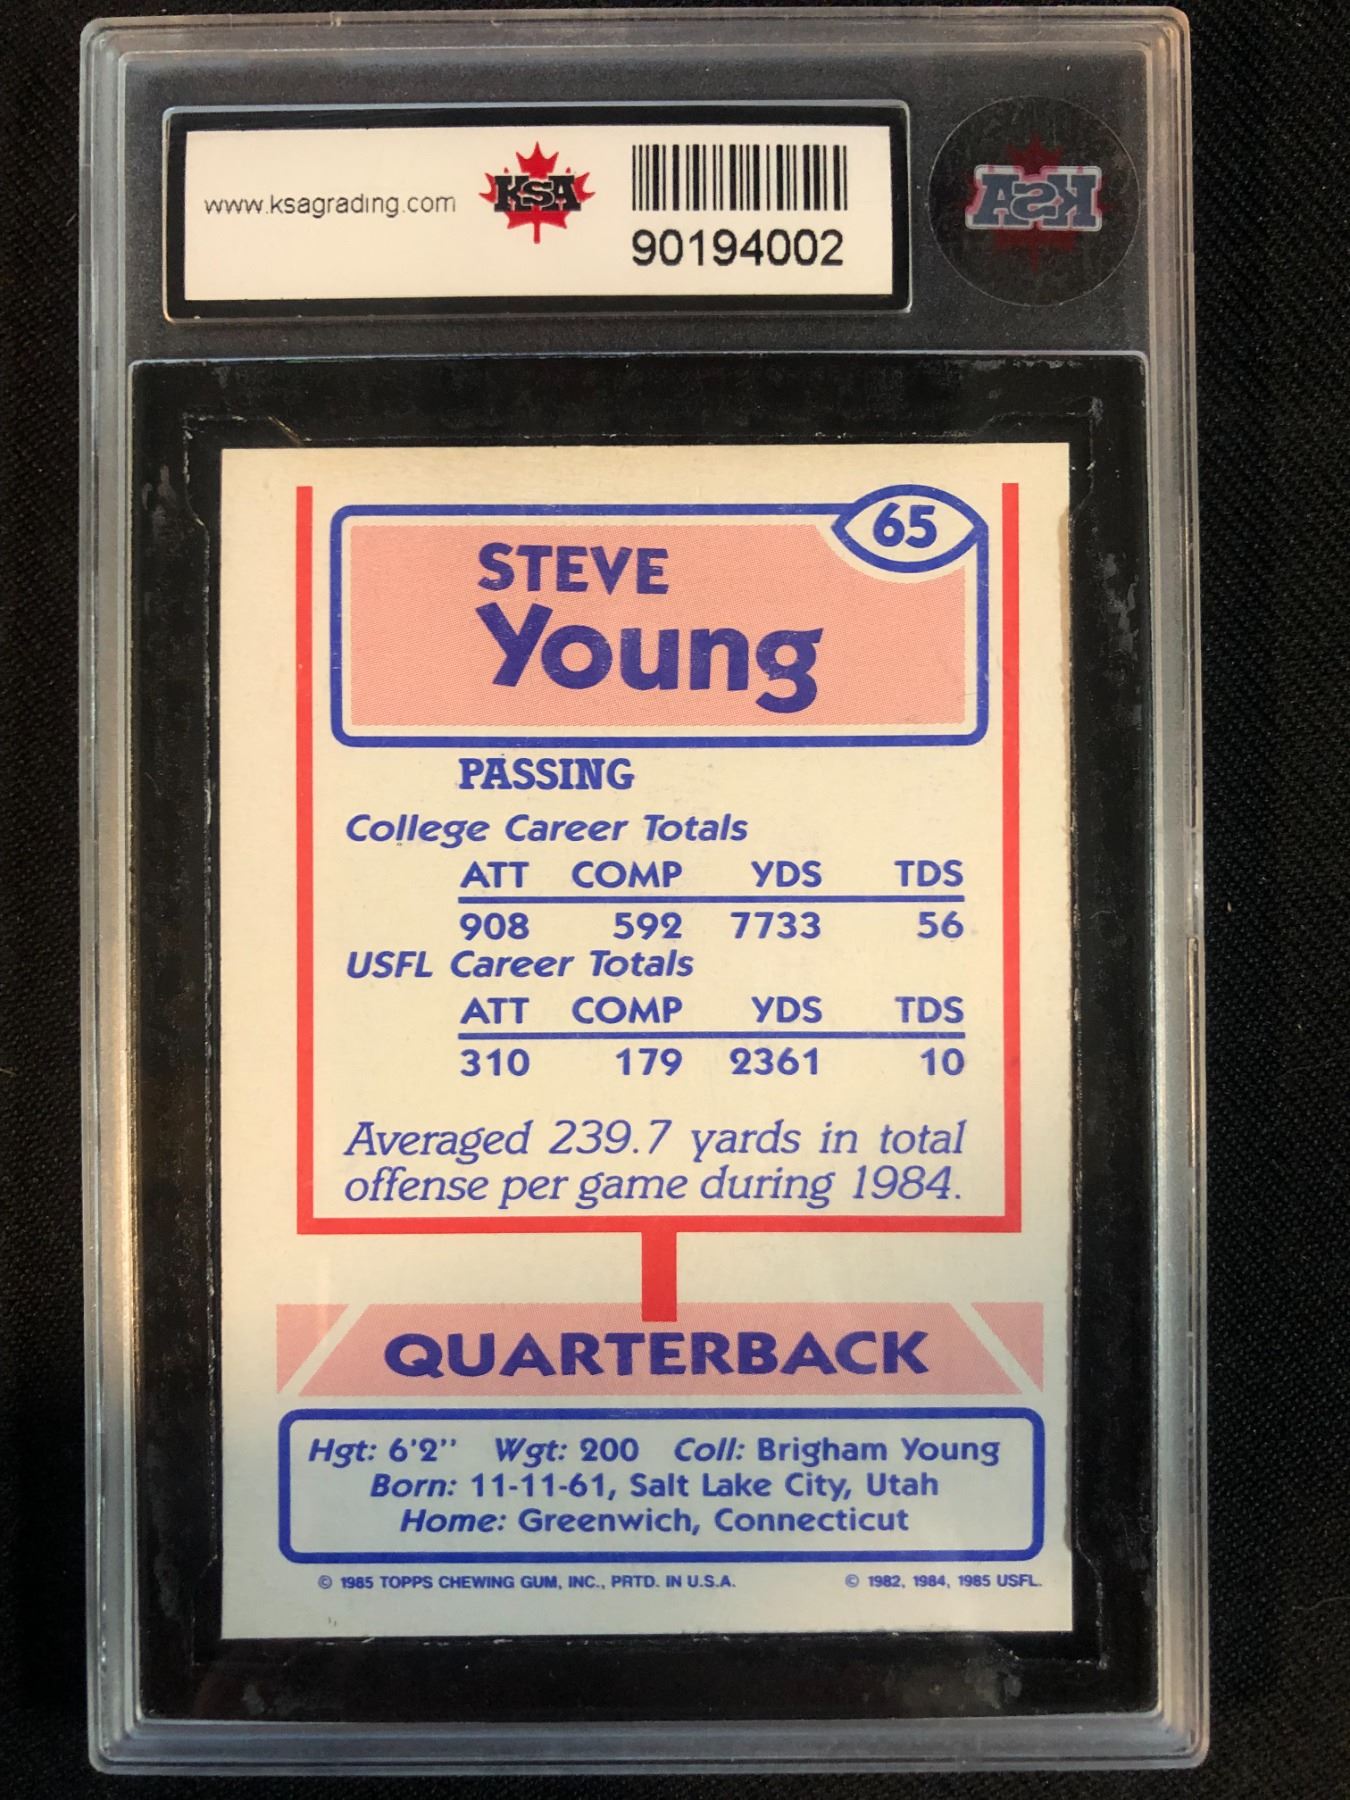 www.ksagrading.com
KSA
90194002
KSA
65
STEVE
Young
PASSING
College Career Totals
ATT COMP YDS TDS
908 592 7733 56
USFL Career Totals
ATT COMP YDS TDS
310 179 2361 10
Averaged 239.7 yards in total
offense per game during 1984.
QUARTERBACK
Hgt: 6'2" Wgt: 200 Coll: Brigham Young
Born: 11-11-61, Salt Lake City, Utah
Home: Greenwich, Connecticut
© 1985 TOPPS CHEWING GUM, INC., PRTD. IN U.S.A. © 1982, 1984, 1985 USFL.